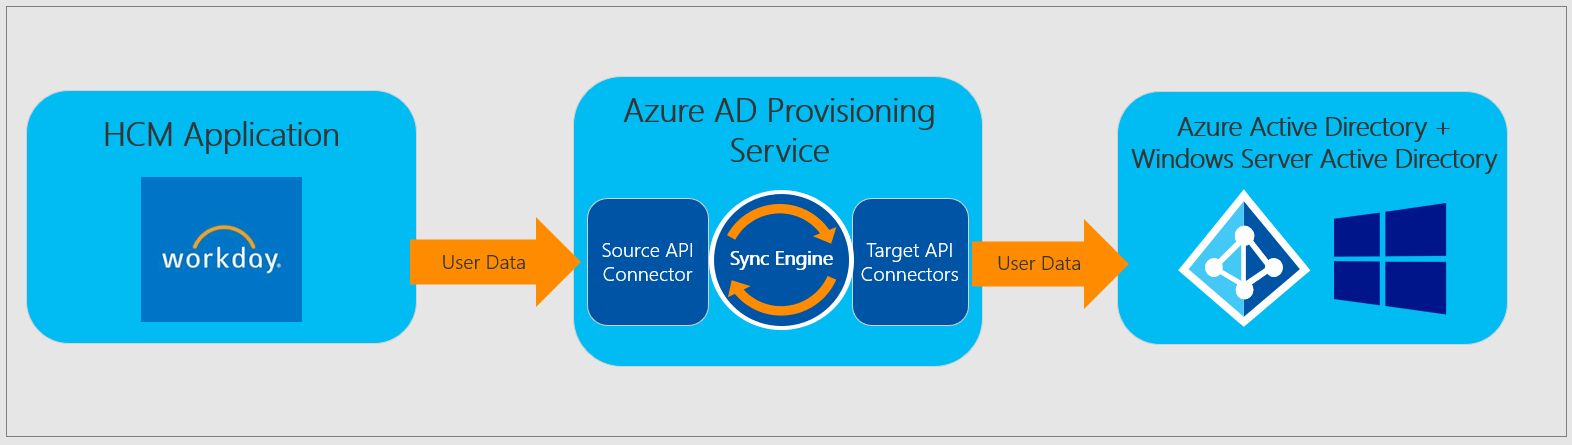 HCM Application
workday.
User Data
Azure AD Provisioning
Service
Source API
Connector
Sync Engine
Target API
Connectors
User Data
Azure Active Directory +
Windows Server Active Directory